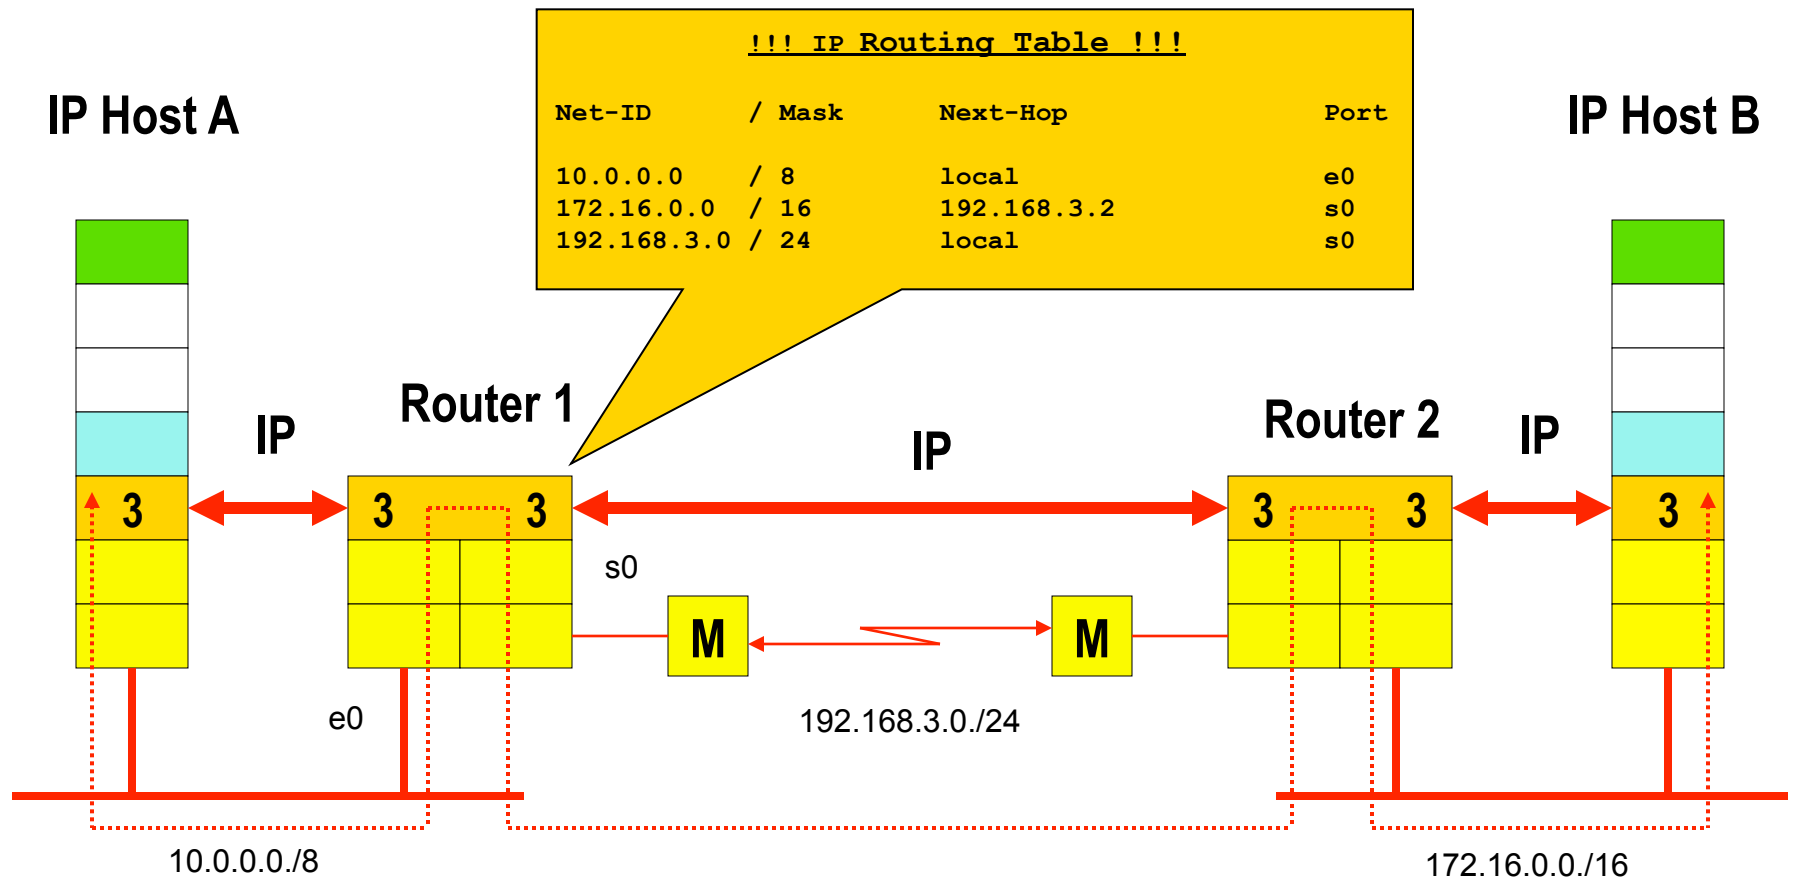 !!! IP Routing Table !!!
Net-ID / Mask Next-Hop Port
10.0.0.0 / 8 local e0
172.16.0.0 / 16 192.168.3.2 s0
192.168.3.0 / 24 local s0
IP Host A
IP Host B
Router 1
Router 2
IP
IP
IP
3
3 3
3 3
3
s0
M
M
e0
192.168.3.0./24
10.0.0.0./8
172.16.0.0./16